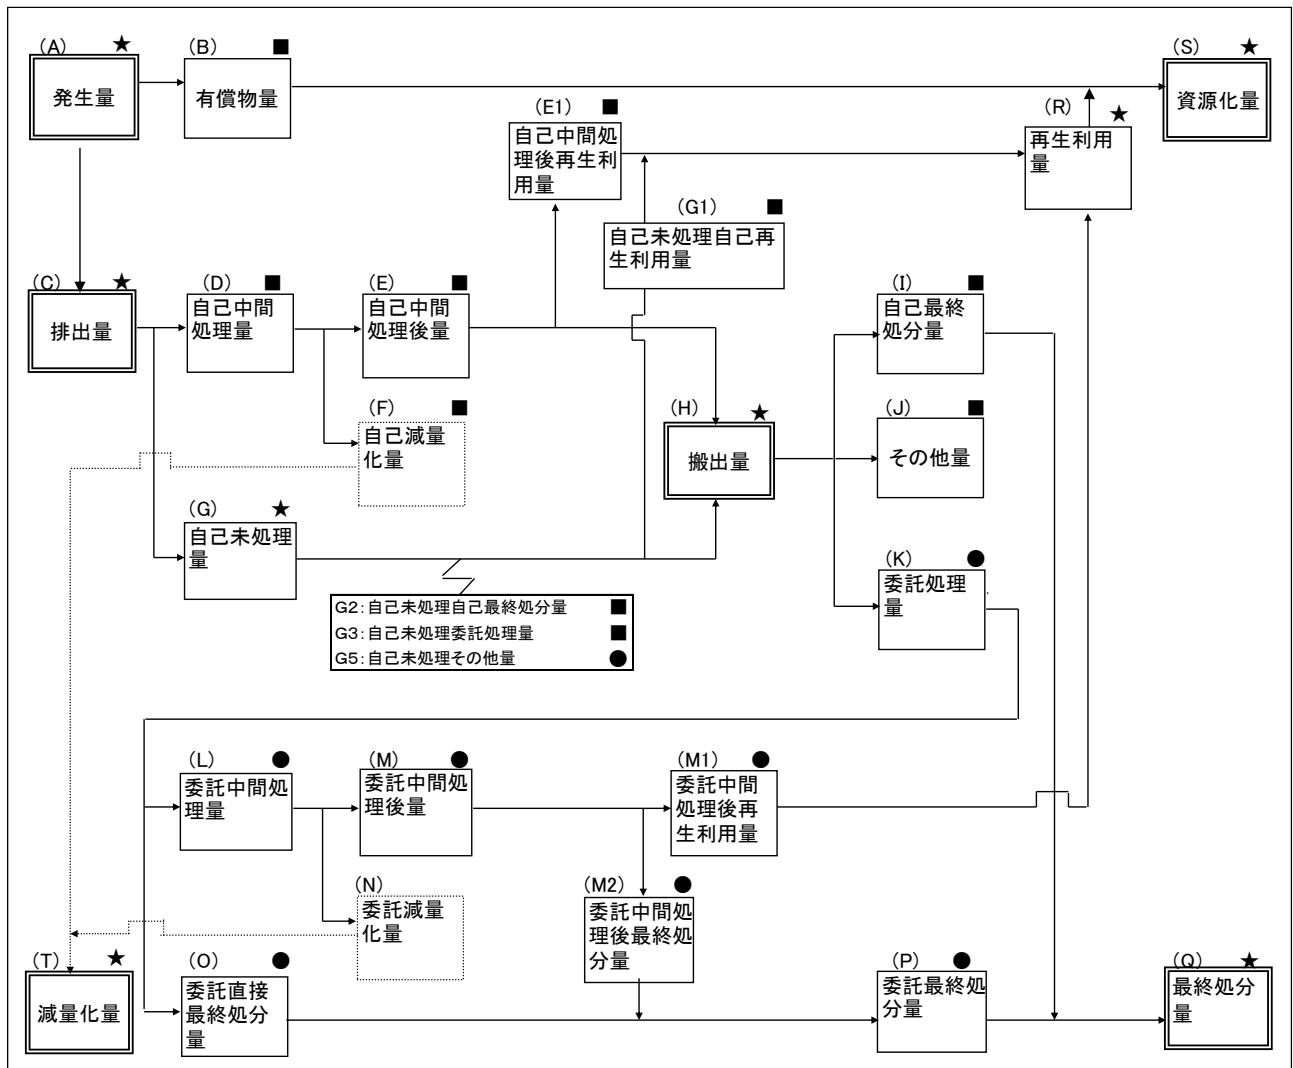 (A) ★
発生量
(B) ■
有償物量
(S) ★
資源化量
(E1) ■
自己中間処
理後再生利
用量
(R) ★
再生利用
量
(G1) ■
自己未処理自己再
生利用量
(C) ★
排出量
(D) ■
自己中間
処理量
(E) ■
自己中間
処理後量
(I) ■
自己最終
処分量
(F) ■
自己減量
化量
(H) ★
搬出量
(J) ■
その他量
(G) ★
自己未処理
量
(K) ●
委託処理
量
G2：自己未処理自己最終処分量 ■
G3：自己未処理委託処理量 ■
G5：自己未処理その他量 ●
(L) ●
委託中間処
理量
(M) ●
委託中間処
理後量
(M1) ●
委託中間
処理後再
生利用量
(N)
委託減量
化量
(M2) ●
委託中間処
理後最終処
分量
(T) ★
減量化量
(O) ●
委託直接
最終処分
量
(P) ●
委託最終処
分量
(Q) ★
最終処分
量